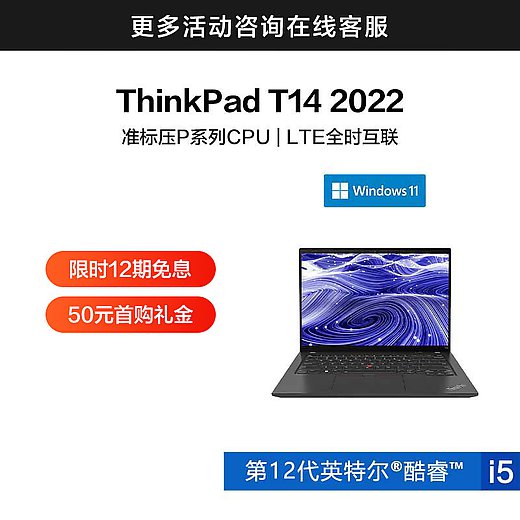 更多活动咨询在线客服
ThinkPad T14 2022
准标压P系列CPU | LTE全时互联
Windows 11
限时12期免息
50元首购礼金
第12代英特尔®酷睿™ i5